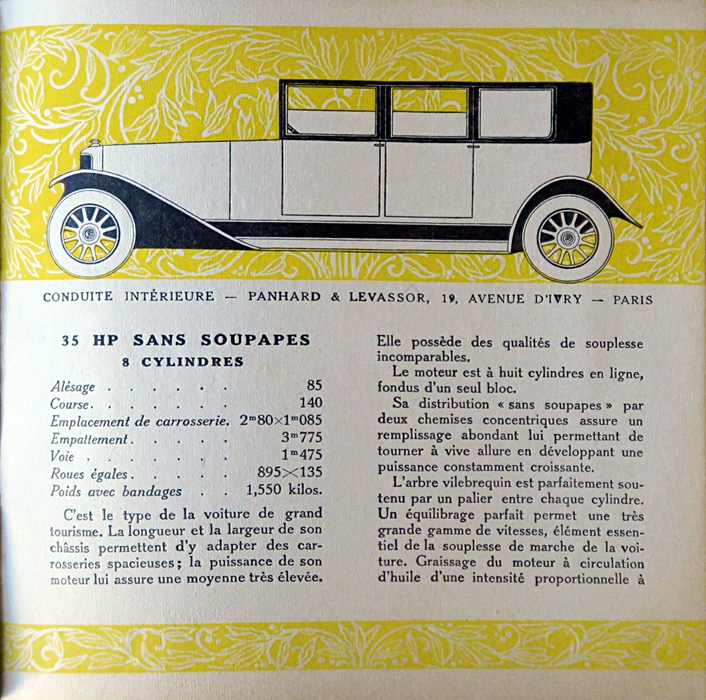 CONDUITE INTÉRIEURE — PANHARD & LEVASSOR, 19, AVENUE D'IVRY — PARIS
35 HP SANS SOUPAPES
8 CYLINDRES
Alésage . . . . . . 85
Course. . . . . . . 140
Emplacement de carrosserie. 2ᵐ80×1ᵐ085
Empattement. . . . . 3ᵐ775
Voie . . . . . . 1ᵐ475
Roues égales. . . . . 895×135
Poids avec bandages . . 1,550 kilos.
C'est le type de la voiture de grand
tourisme. La longueur et la largeur de son
châssis permettent d'y adapter des car-
rosseries spacieuses; la puissance de son
moteur lui assure une moyenne très élevée.
Elle possède des qualités de souplesse
incomparables.
Le moteur est à huit cylindres en ligne,
fondus d'un seul bloc.
Sa distribution « sans soupapes » par
deux chemises concentriques assure un
remplissage abondant lui permettant de
tourner à vive allure en développant une
puissance constamment croissante.
L'arbre vilebrequin est parfaitement sou-
tenu par un palier entre chaque cylindre.
Un équilibrage parfait permet une très
grande gamme de vitesses, élément essen-
tiel de la souplesse de marche de la voi-
ture. Graissage du moteur à circulation
d'huile d'une intensité proportionnelle à